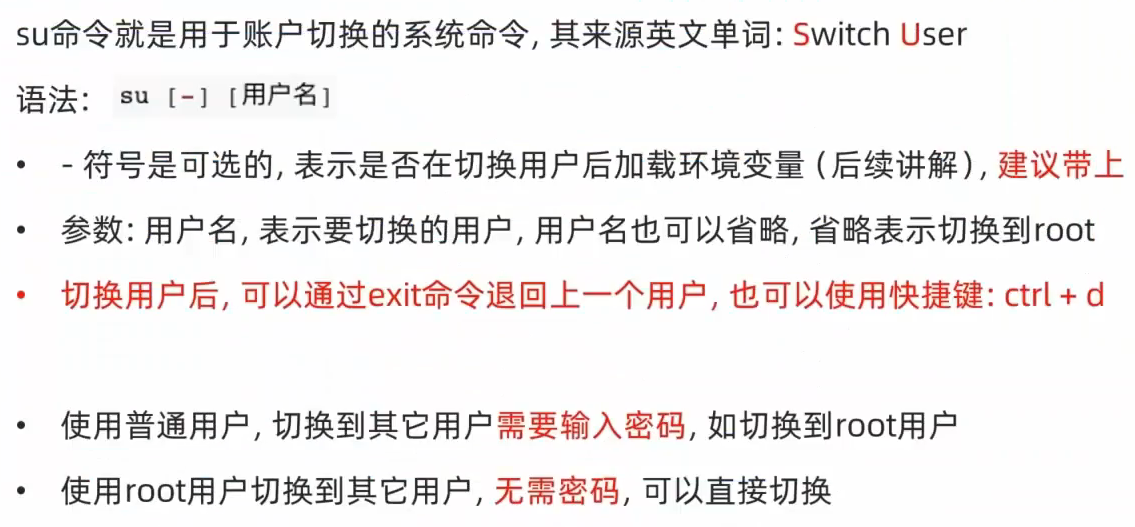 su命令就是用于账户切换的系统命令, 其来源英文单词: Switch User
语法: su [-] [用户名]
• - 符号是可选的, 表示是否在切换用户后加载环境变量 (后续讲解), 建议带上
• 参数: 用户名, 表示要切换的用户, 用户名也可以省略, 省略表示切换到root
• 切换用户后, 可以通过exit命令退回上一个用户, 也可以使用快捷键: ctrl + d
• 使用普通用户, 切换到其它用户需要输入密码, 如切换到root用户
• 使用root用户切换到其它用户, 无需密码, 可以直接切换